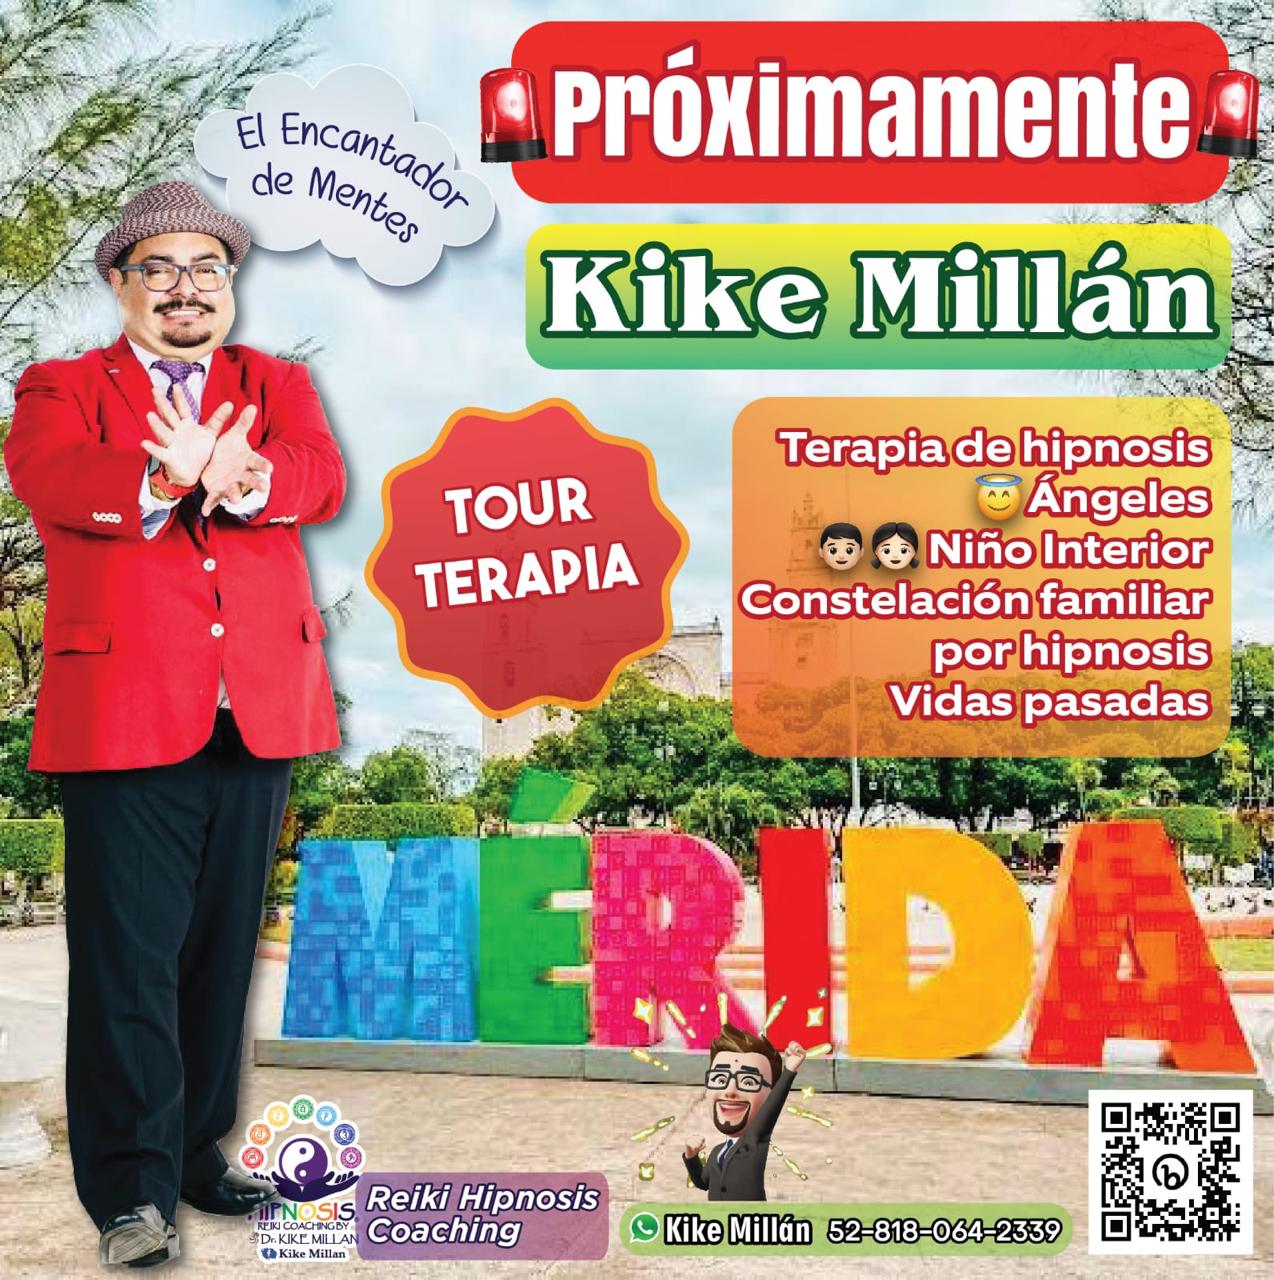 Próximamente
El Encantador
de Mentes
Kike Millán
TOUR
TERAPIA
Terapia de hipnosis
😇Ángeles
👦🏻👧🏻Niño Interior
Constelación familiar
por hipnosis
Vidas pasadas
MÉRIDA
HIPNOSIS
REIKI COACHING BY
Dr. KIKE MILLAN
Kike Millan
Reiki Hipnosis
Coaching
Kike Millán 52-818-064-2339